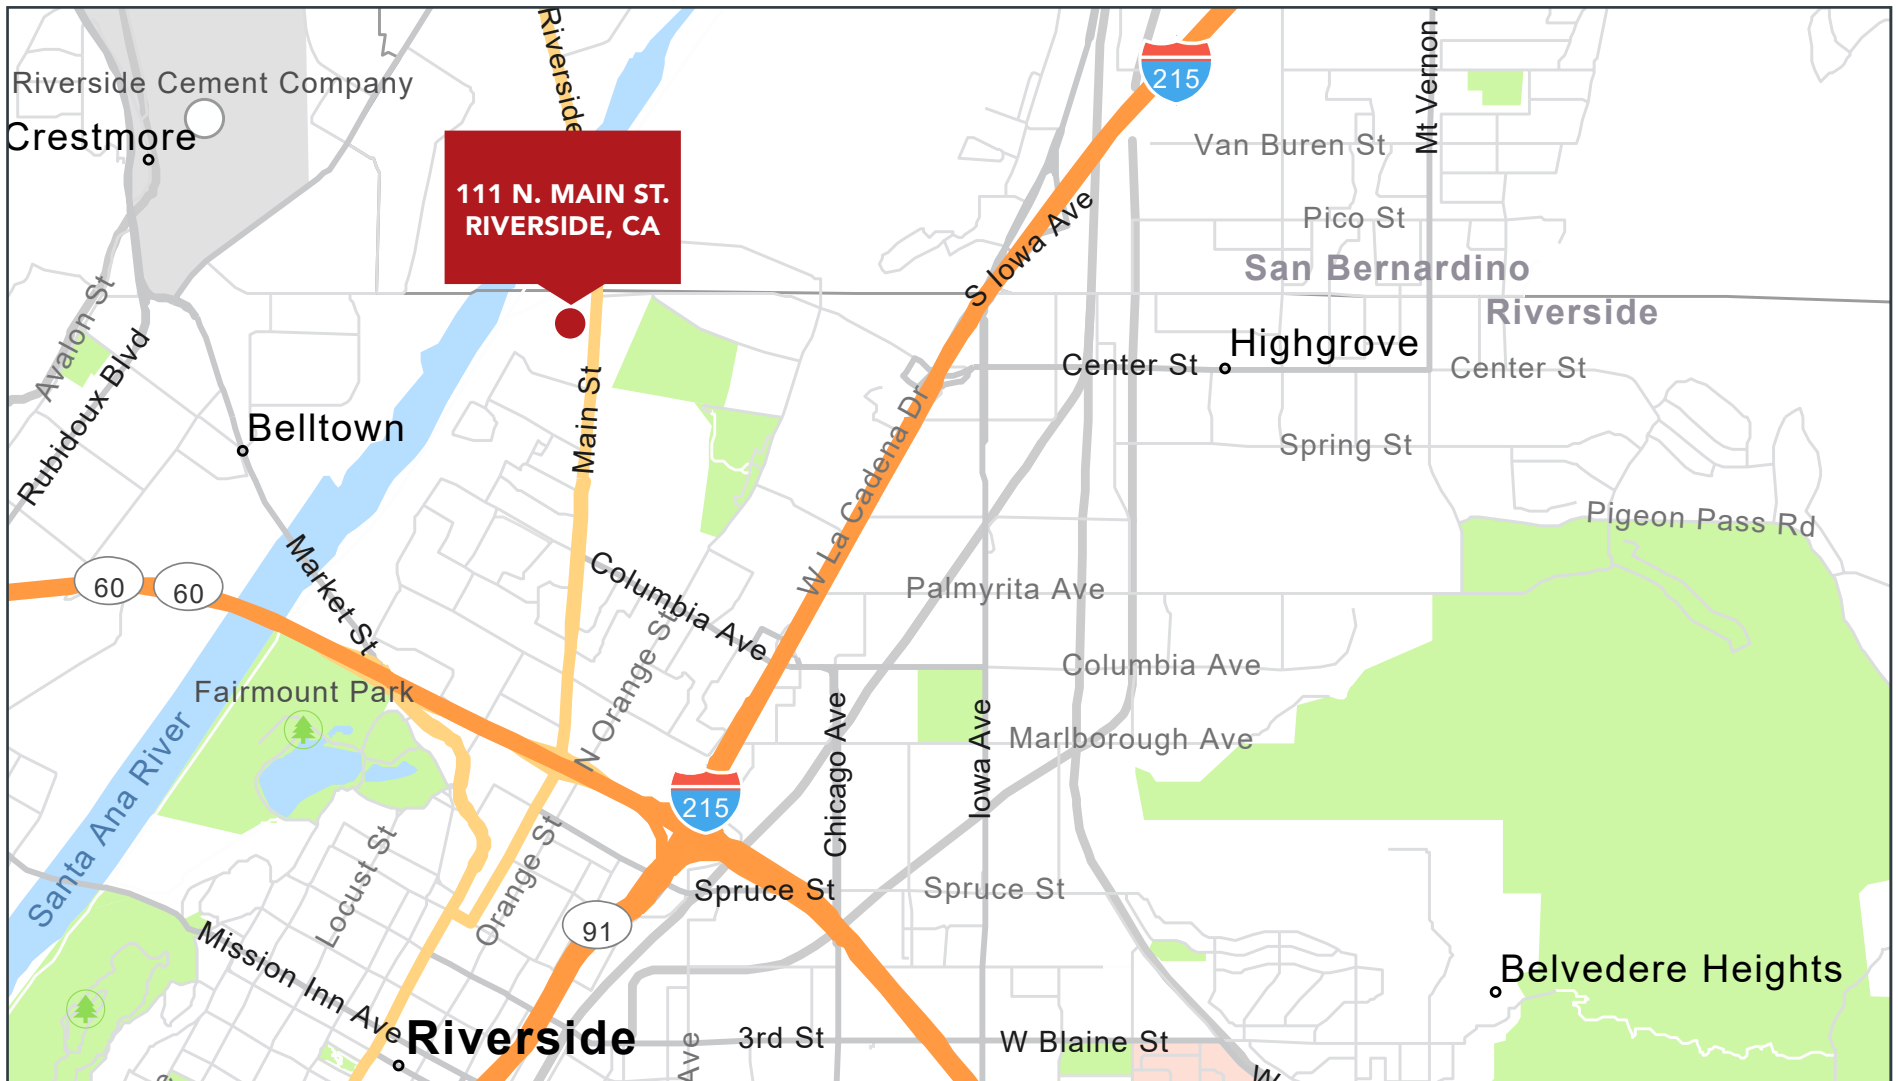 Riverside
215
Mt Vernon
Riverside Cement Company
Crestmore
Van Buren St
111 N. MAIN ST.
RIVERSIDE, CA
Pico St
S Iowa Ave
San Bernardino
Riverside
Avalon St
Rubidoux Blvd
Highgrove
Center St
Center St
Main St
Belltown
W La Cadena Dr
Spring St
Pigeon Pass Rd
Market St
60
60
Columbia Ave
Palmyrita Ave
N Orange St
Columbia Ave
Fairmount Park
Santa Ana River
Chicago Ave
Iowa Ave
Marlborough Ave
215
Locust St
Orange St
Spruce St
Spruce St
91
Mission Inn Ave
Belvedere Heights
Riverside
Ave
3rd St
W Blaine St
W